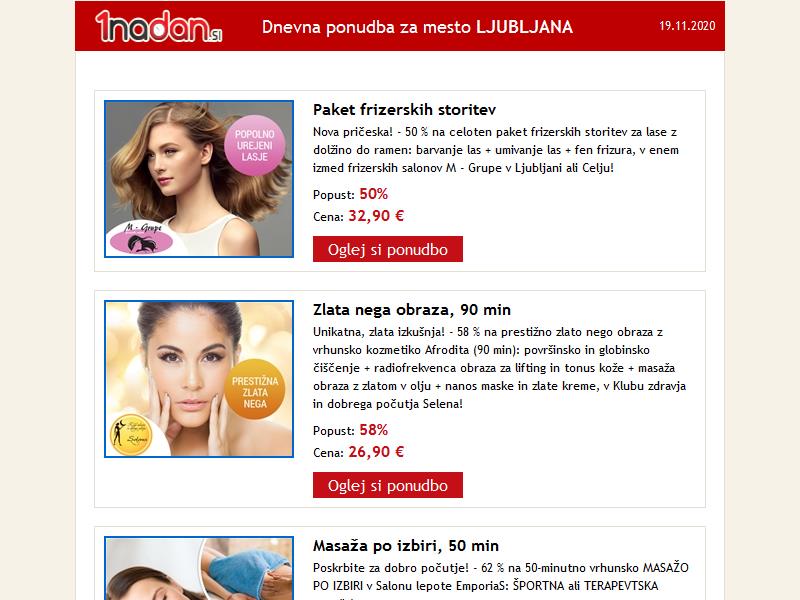 1nadan.si
Dnevna ponudba za mesto LJUBLJANA
19.11.2020
Paket frizerskih storitev
Nova pričeska! - 50 % na celoten paket frizerskih storitev za lase z
dolžino do ramen: barvanje las + umivanje las + fen frizura, v enem
izmed frizerskih salonov M - Grupe v Ljubljani ali Celju!
Popust: 50%
Cena: 32,90 €
Oglej si ponudbo
POPOLNO
UREJENI
LASJE
M - Grupe
Zlata nega obraza, 90 min
Unikatna, zlata izkušnja! - 58 % na prestižno zlato nego obraza z
vrhunsko kozmetiko Afrodita (90 min): površinsko in globinsko
čiščenje + radiofrekvenca obraza za lifting in tonus kože + masaža
obraza z zlatom v olju + nanos maske in zlate kreme, v Klubu zdravja
in dobrega počutja Selena!
Popust: 58%
Cena: 26,90 €
Oglej si ponudbo
PRESTIŽNA
ZLATA
NEGA
Selena
Masaža po izbiri, 50 min
Poskrbite za dobro počutje! - 62 % na 50-minutno vrhunsko MASAŽO
PO IZBIRI v Salonu lepote EmporiaS: ŠPORTNA ali TERAPEVTSKA